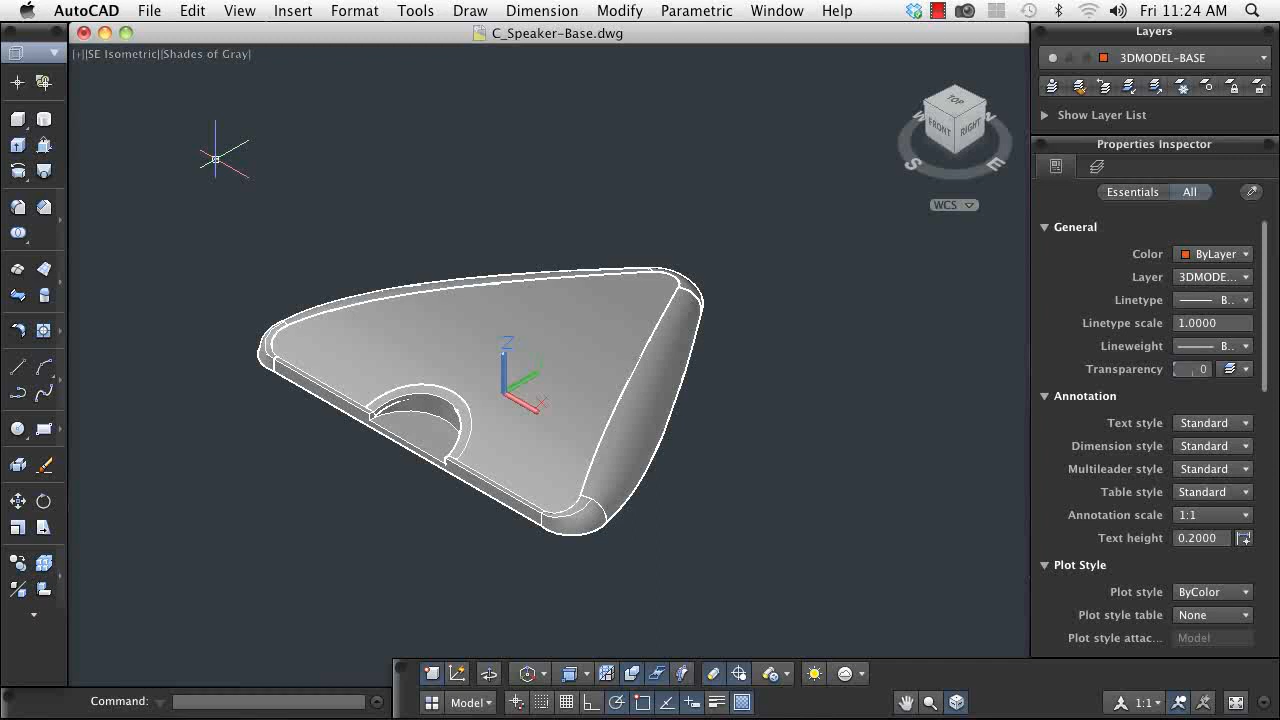 AutoCAD File Edit View Insert Format Tools Draw Dimension Modify Parametric Window Help Fri 11:24 AM
C_Speaker-Base.dwg
[+][SE Isometric][Shades of Gray]
Layers
3DMODEL-BASE
Show Layer List
Properties Inspector
Essentials All
TOP
FRONT RIGHT
W N
S E
WCS
General
Color ByLayer
Layer 3DMODE...
Linetype B..
Linetype scale 1.0000
Lineweight B..
Transparency 0
Annotation
Text style Standard
Dimension style Standard
Multileader style Standard
Table style Standard
Annotation scale 1:1
Text height 0.2000
Plot Style
Plot style ByColor
Plot style table None
Plot style attac... Model
Z
X
Command:
Model
1:1